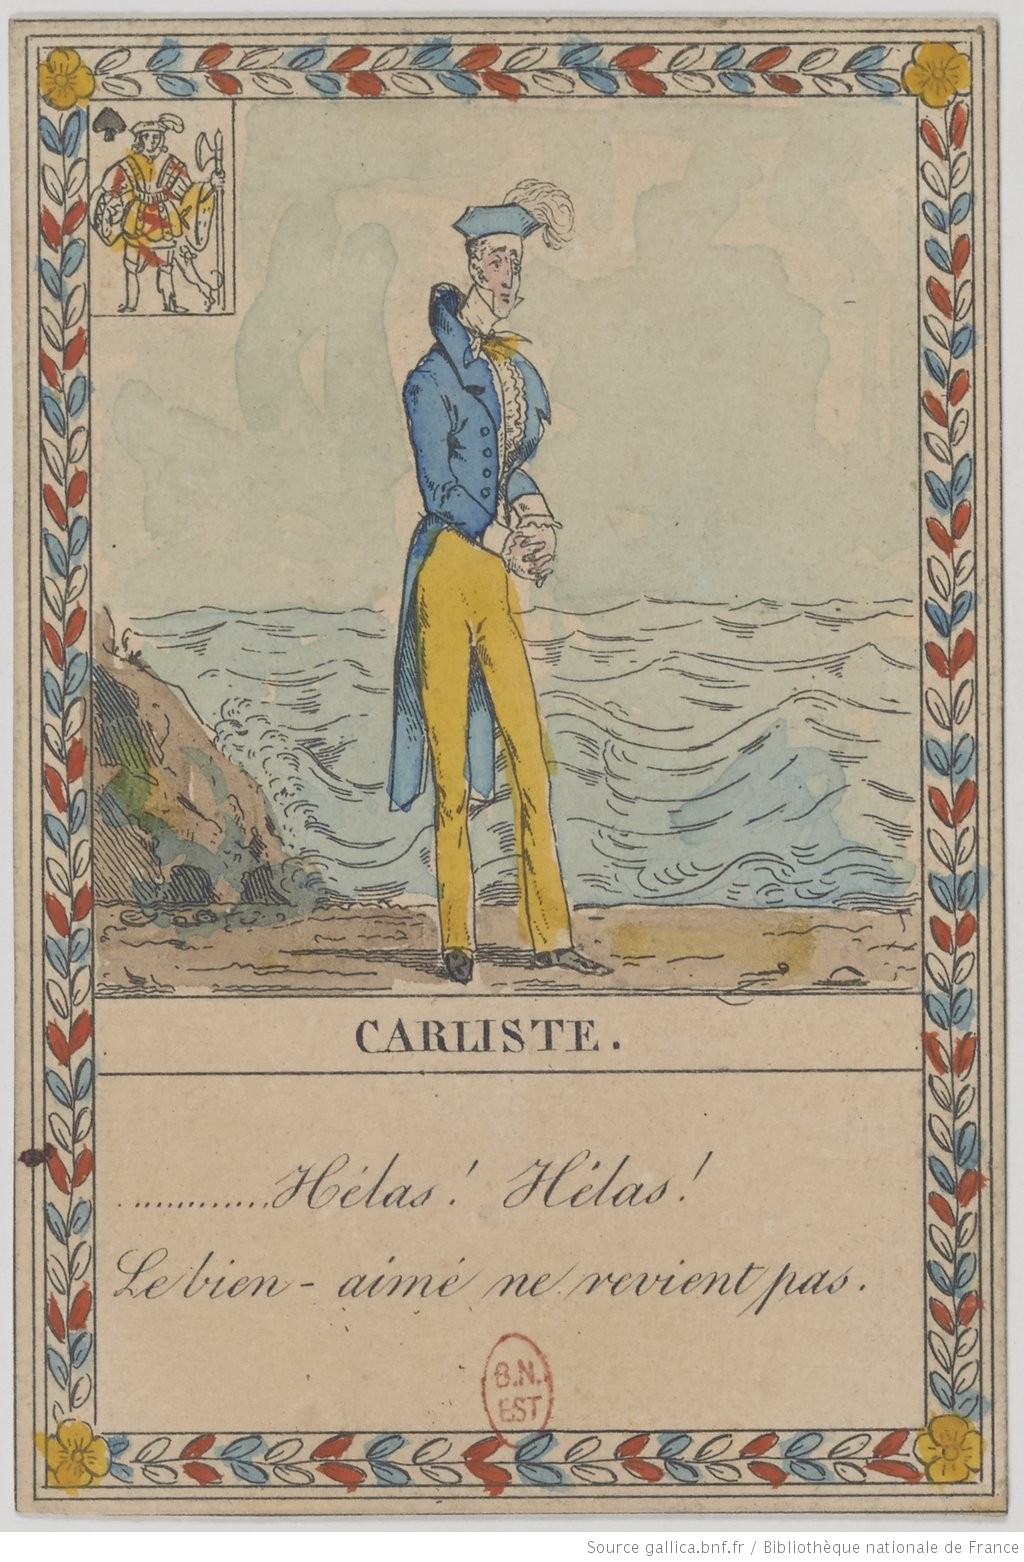 CARLISTE.
............Hélas! Hélas!
Le bien-aimé ne revient pas.
B.N.
EST
Source gallica.bnf.fr / Bibliothèque nationale de France